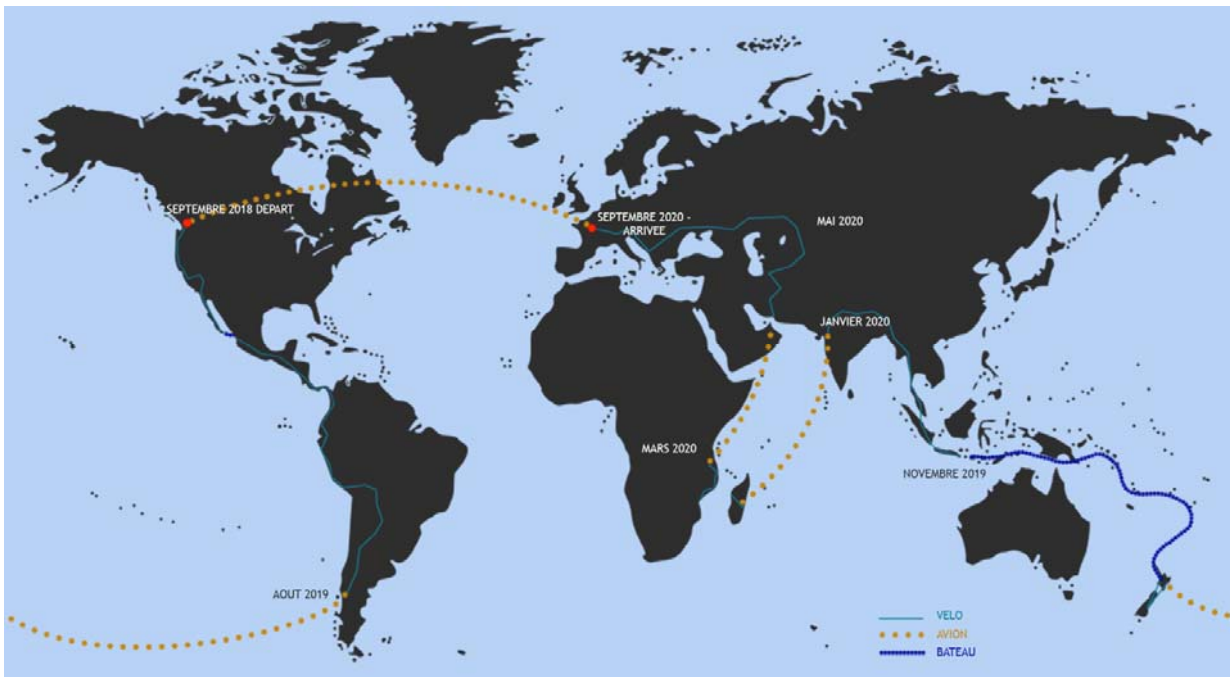 SEPTEMBRE 2018 DEPART
SEPTEMBRE 2020 -
ARRIVEE
MAI 2020
JANVIER 2020
MARS 2020
NOVEMBRE 2019
AOUT 2019
VELO
AVION
BATEAU